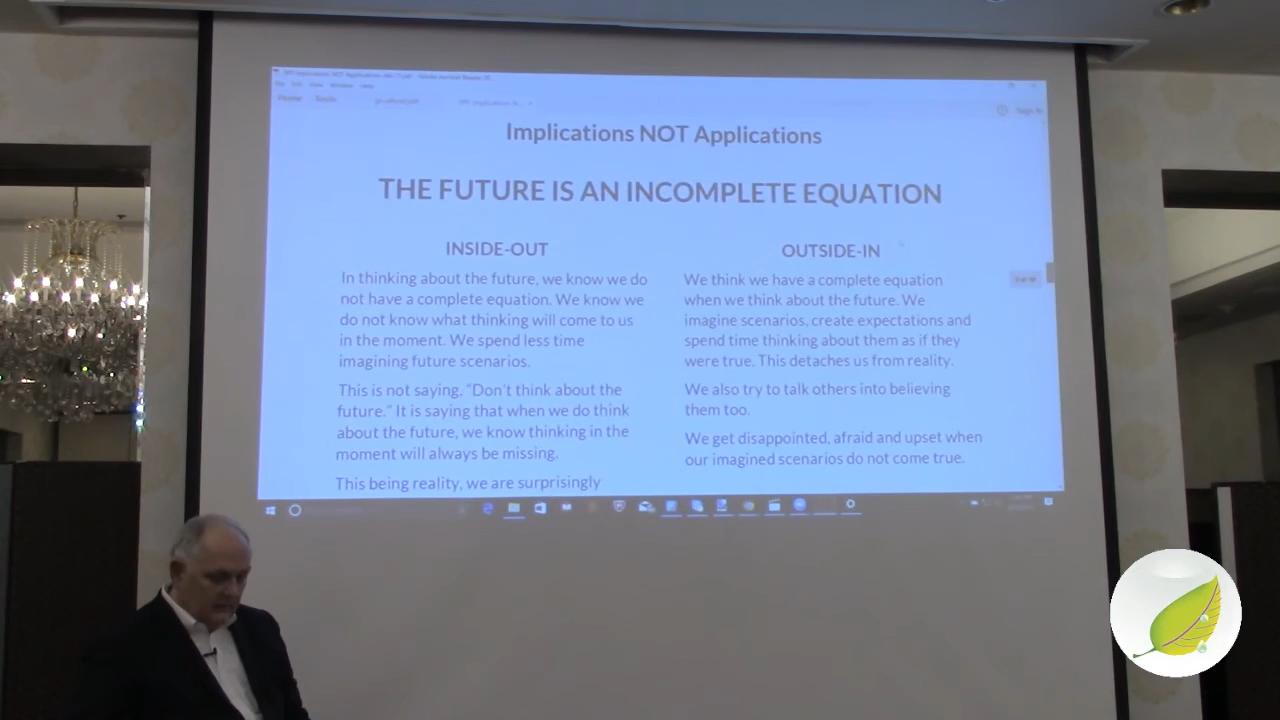 Home Tools
Sign In
Implications NOT Applications
THE FUTURE IS AN INCOMPLETE EQUATION
INSIDE-OUT
In thinking about the future, we know we do
not have a complete equation. We know we
do not know what thinking will come to us
in the moment. We spend less time
imagining future scenarios.
This is not saying, “Don't think about the
future.” It is saying that when we do think
about the future, we know thinking in the
moment will always be missing.
This being reality, we are surprisingly
OUTSIDE-IN
We think we have a complete equation
when we think about the future. We
imagine scenarios, create expectations and
spend time thinking about them as if they
were true. This detaches us from reality.
We also try to talk others into believing
them too.
We get disappointed, afraid and upset when
our imagined scenarios do not come true.